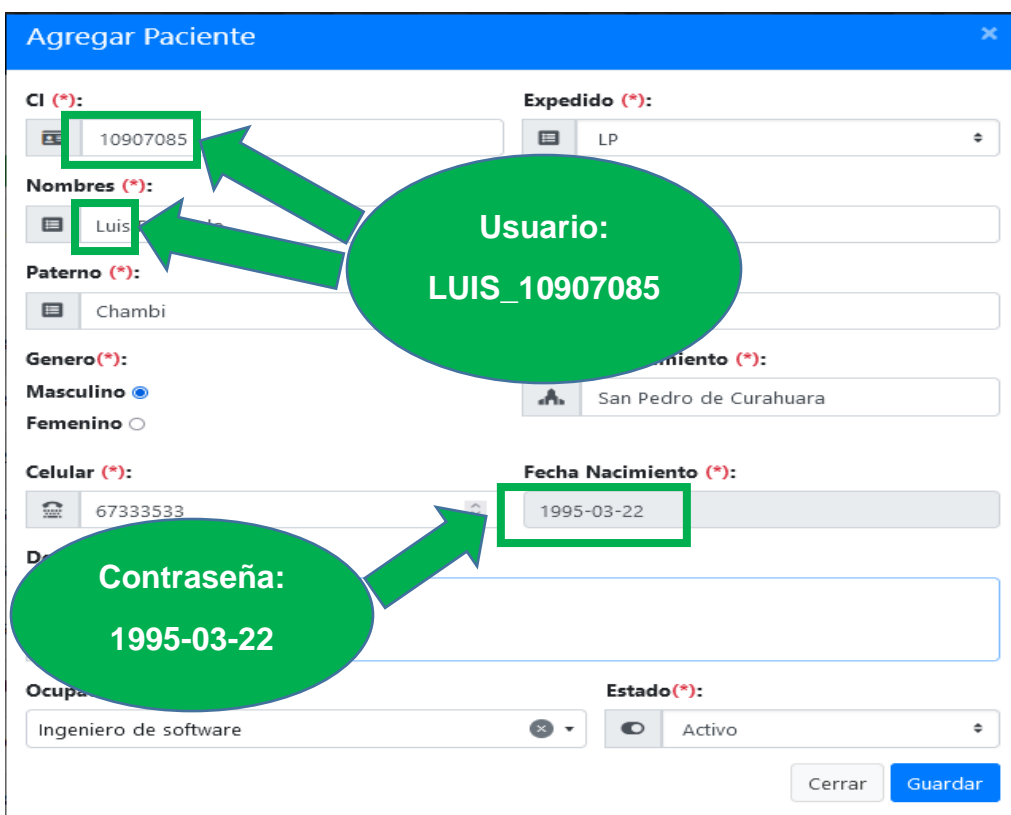 Agregar Paciente ×
CI (*): Expedido (*):
10907085 LP
Nombres (*):
Luis
Usuario:
LUIS_10907085
Paterno (*):
Chambi
Genero(*): (*):
Masculino San Pedro de Curahuara
Femenino
Celular (*): Fecha Nacimiento (*):
67333533 1995-03-22
Contraseña:
1995-03-22
Estado(*):
Ingeniero de software × Activo
Cerrar Guardar